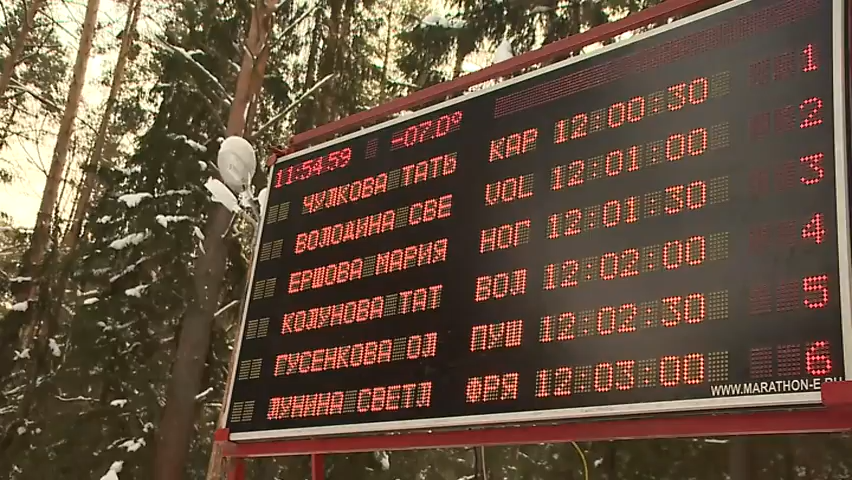 11:54.59 -07.0°
ЧУЛКОВА ТАТЬ КАР 12:00:30 1
ВОЛОДИНА СВЕ VOL 12:01:00 2
ЕРШОВА МАРИЯ НОГ 12:01:30 3
КОЛУНОВА ТАТ ВОЛ 12:02:00 4
ГУСЕНКОВА ОЛ ПУШ 12:02:30 5
ЛУНИНА СВЕТЛ ФРЯ 12:03:00 6
WWW.MARATHON-E.RU